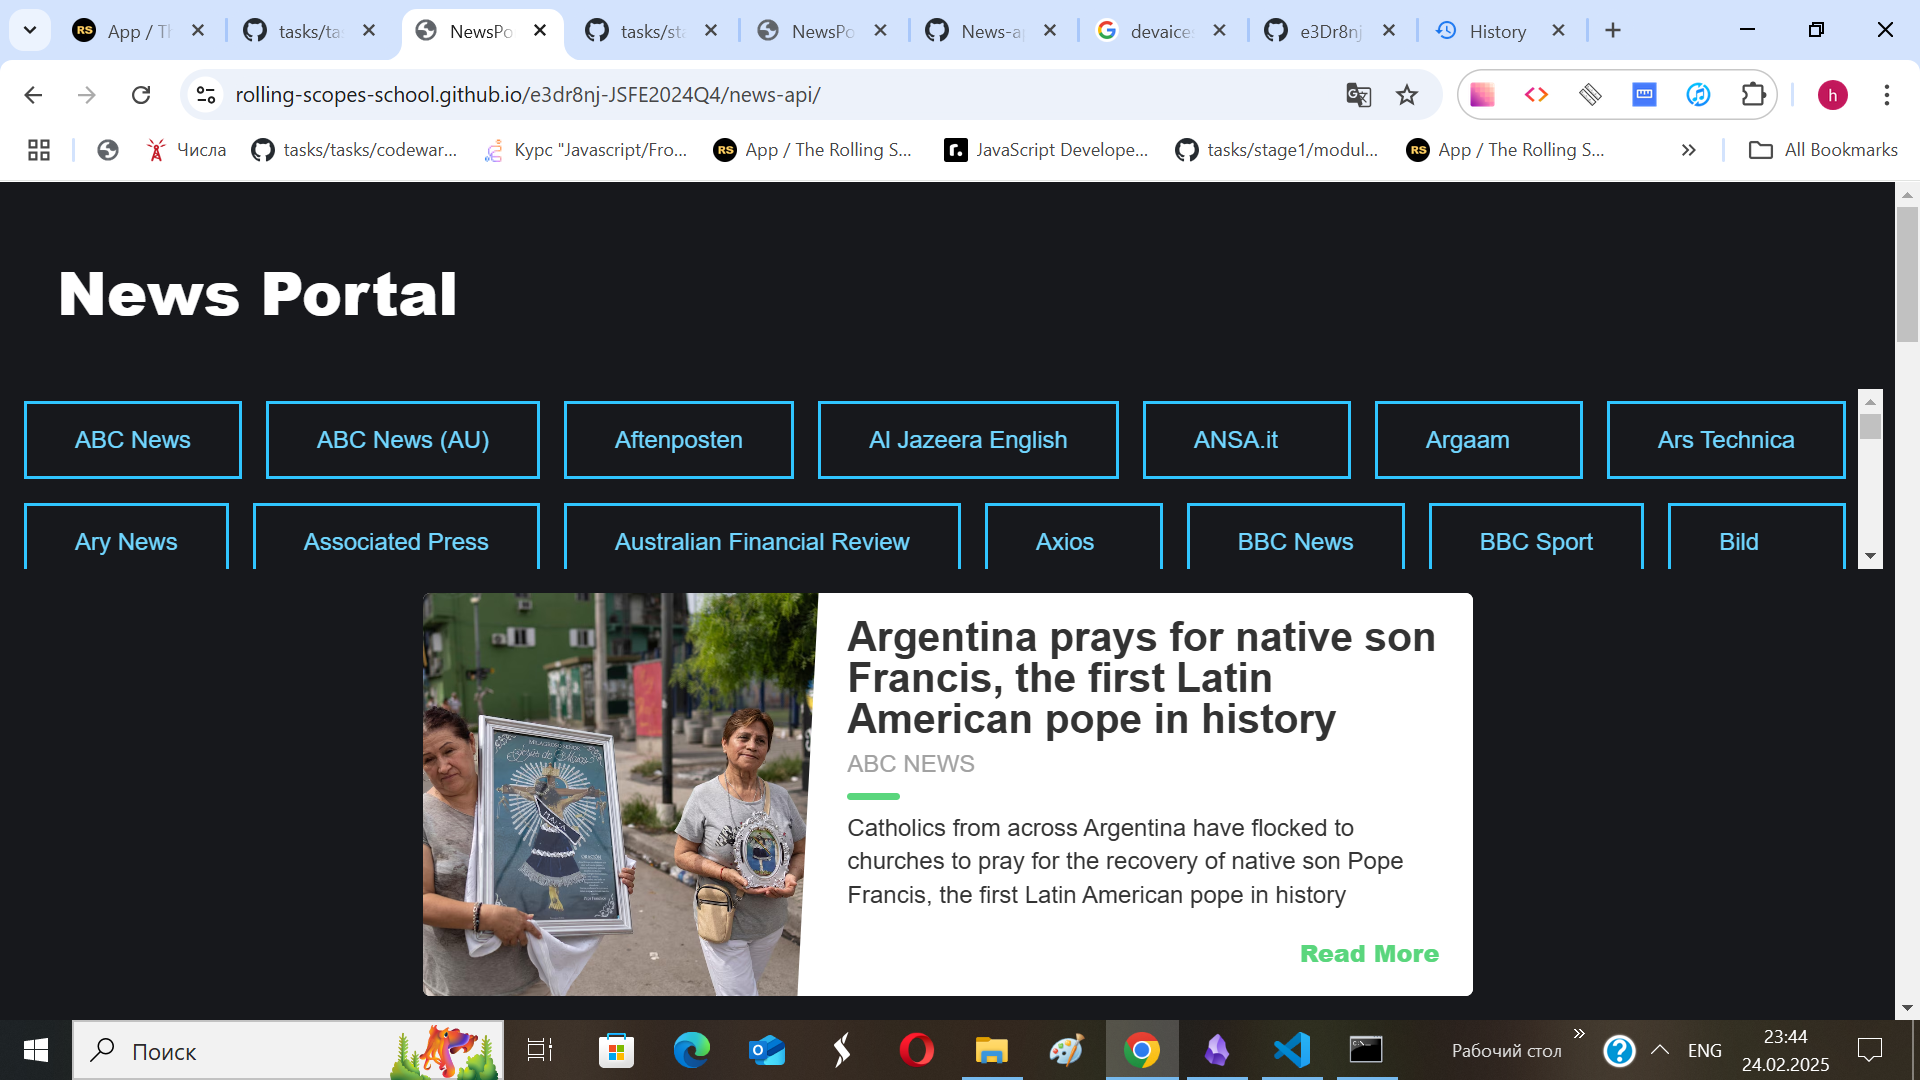 App / Th
tasks/ta
NewsPo
tasks/sta
NewsPo
News-a
devaice
e3Dr8nj
History
rolling-scopes-school.github.io/e3dr8nj-JSFE2024Q4/news-api/
h
Числа
tasks/tasks/codewar...
Курс "Javascript/Fro...
RS
App / The Rolling S...
JavaScript Develope...
tasks/stage1/modul...
RS
App / The Rolling S...
All Bookmarks
News Portal
ABC News
ABC News (AU)
Aftenposten
Al Jazeera English
ANSA.it
Argaam
Ars Technica
Ary News
Associated Press
Australian Financial Review
Axios
BBC News
BBC Sport
Bild
Argentina prays for native son
Francis, the first Latin
American pope in history
ABC NEWS
Catholics from across Argentina have flocked to
churches to pray for the recovery of native son Pope
Francis, the first Latin American pope in history
Read More
Поиск
Рабочий стол
ENG
23:44
24.02.2025